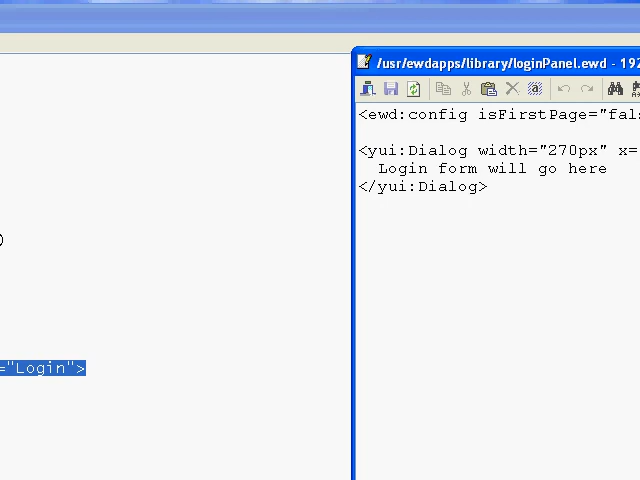 )
="Login">
/usr/ewdapps/library/loginPanel.ewd - 192
<ewd:config isFirstPage="fals
<yui:Dialog width="270px" x=
Login form will go here
</yui:Dialog>